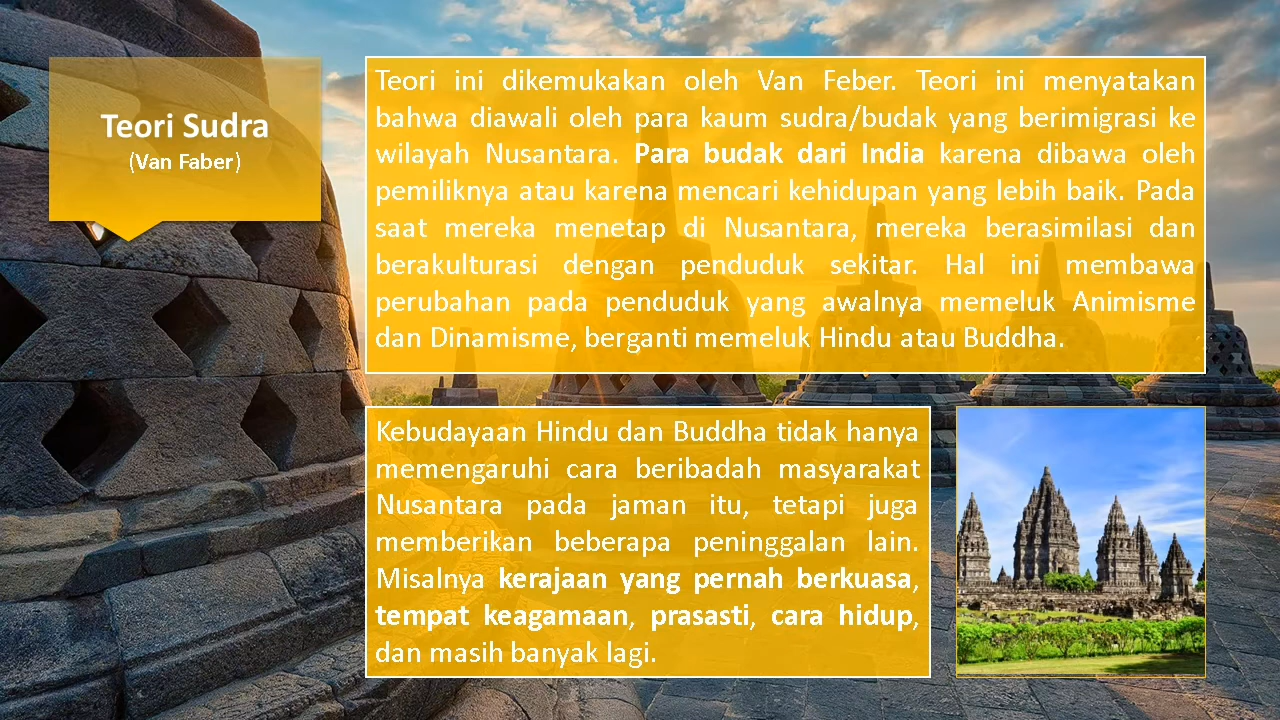 Teori Sudra
(Van Faber)
Teori ini dikemukakan oleh Van Feber. Teori ini menyatakan
bahwa diawali oleh para kaum sudra/budak yang berimigrasi ke
wilayah Nusantara. Para budak dari India karena dibawa oleh
pemiliknya atau karena mencari kehidupan yang lebih baik. Pada
saat mereka menetap di Nusantara, mereka berasimilasi dan
berakulturasi dengan penduduk sekitar. Hal ini membawa
perubahan pada penduduk yang awalnya memeluk Animisme
dan Dinamisme, berganti memeluk Hindu atau Buddha.
Kebudayaan Hindu dan Buddha tidak hanya
memengaruhi cara beribadah masyarakat
Nusantara pada jaman itu, tetapi juga
memberikan beberapa peninggalan lain.
Misalnya kerajaan yang pernah berkuasa,
tempat keagamaan, prasasti, cara hidup,
dan masih banyak lagi.